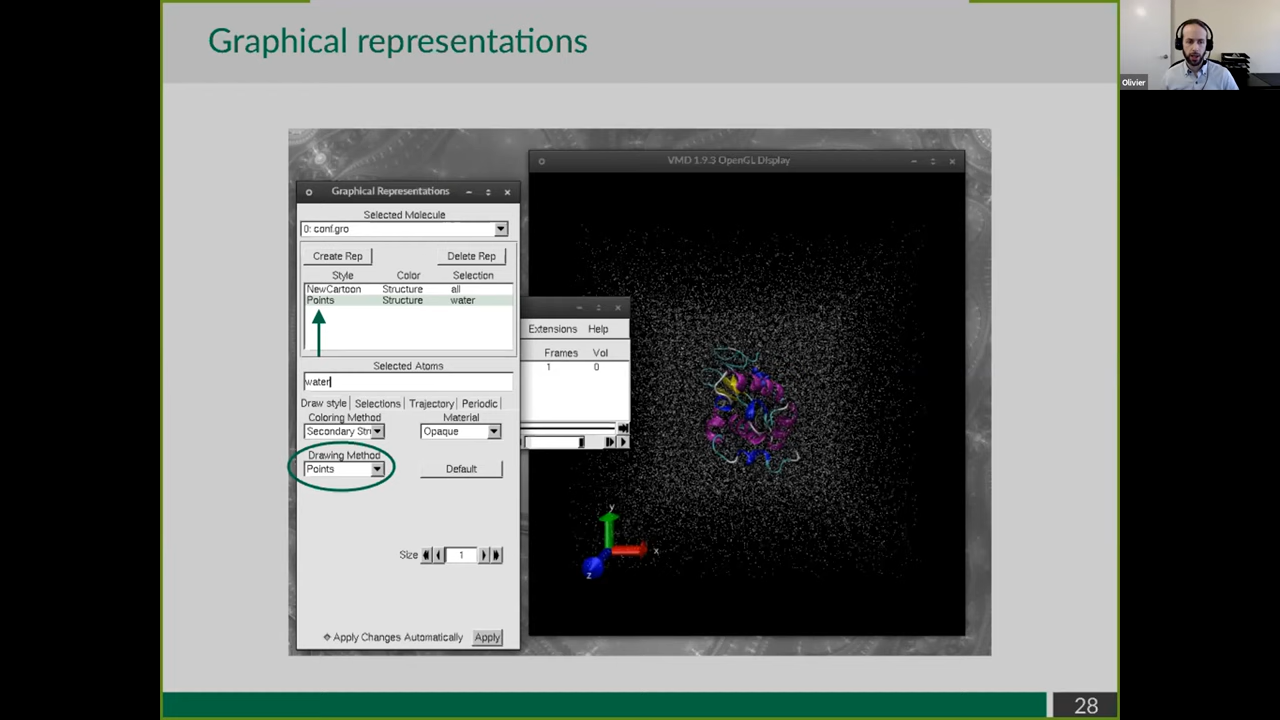 Graphical representations
Olivier
VMD 1.9.3 OpenGL Display
Graphical Representations
Selected Molecule
0: conf.gro
Create Rep Delete Rep
Style Color Selection
NewCartoon Structure all
Points Structure water
Selected Atoms
water
Draw style Selections Trajectory Periodic
Coloring Method Material
Secondary Stru Opaque
Drawing Method
Points Default
Size 1
Apply Changes Automatically Apply
Extensions Help
Frames Vol
1 0
y
x
z
28